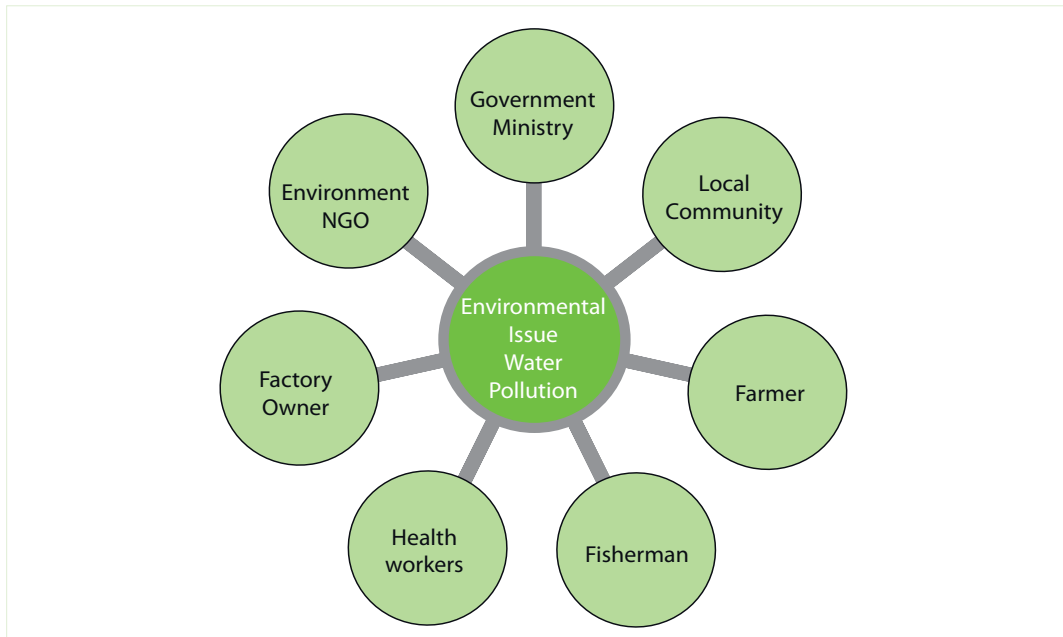 Government
Ministry
Local
Community
Farmer
Fisherman
Health
workers
Factory
Owner
Environment
NGO
Environmental
Issue
Water
Pollution